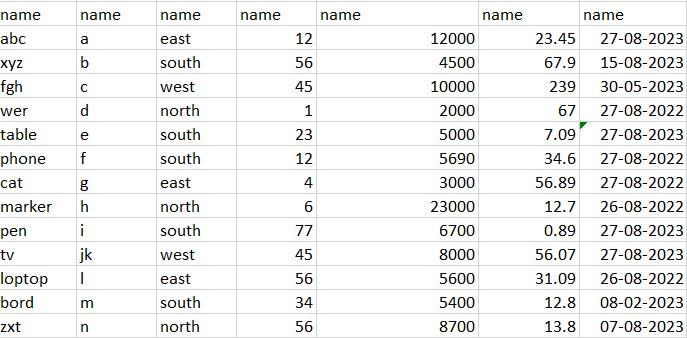 name name name name name name name
abc a east 12 12000 23.45 27-08-2023
xyz b south 56 4500 67.9 15-08-2023
fgh c west 45 10000 239 30-05-2023
wer d north 1 2000 67 27-08-2022
table e south 23 5000 7.09 27-08-2023
phone f south 12 5690 34.6 27-08-2022
cat g east 4 3000 56.89 27-08-2022
marker h north 6 23000 12.7 26-08-2022
pen i south 77 6700 0.89 27-08-2023
tv jk west 45 8000 56.07 27-08-2023
loptop l east 56 5600 31.09 26-08-2022
bord m south 34 5400 12.8 08-02-2023
zxt n north 56 8700 13.8 07-08-2023